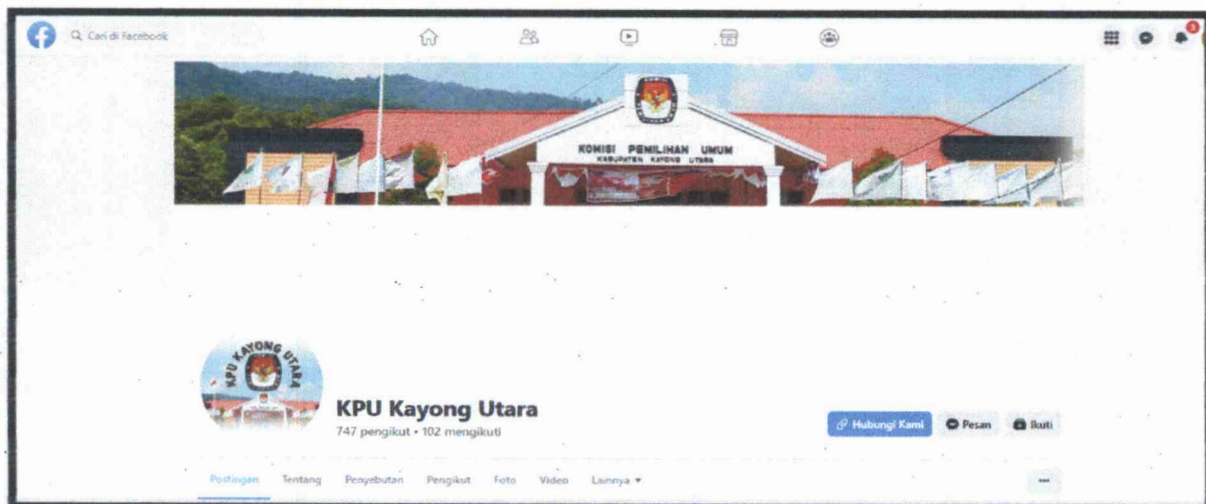 Cari di Facebook
3
KOMISI PEMILIHAN UMUM
KABUPATEN KAYONG UTARA
KPU KAYONG UTARA
KPU Kayong Utara
747 pengikut • 102 mengikuti
Hubungi Kami
Pesan
Ikuti
Postingan Tentang Penyebutan Pengikut Foto Video Lainnya